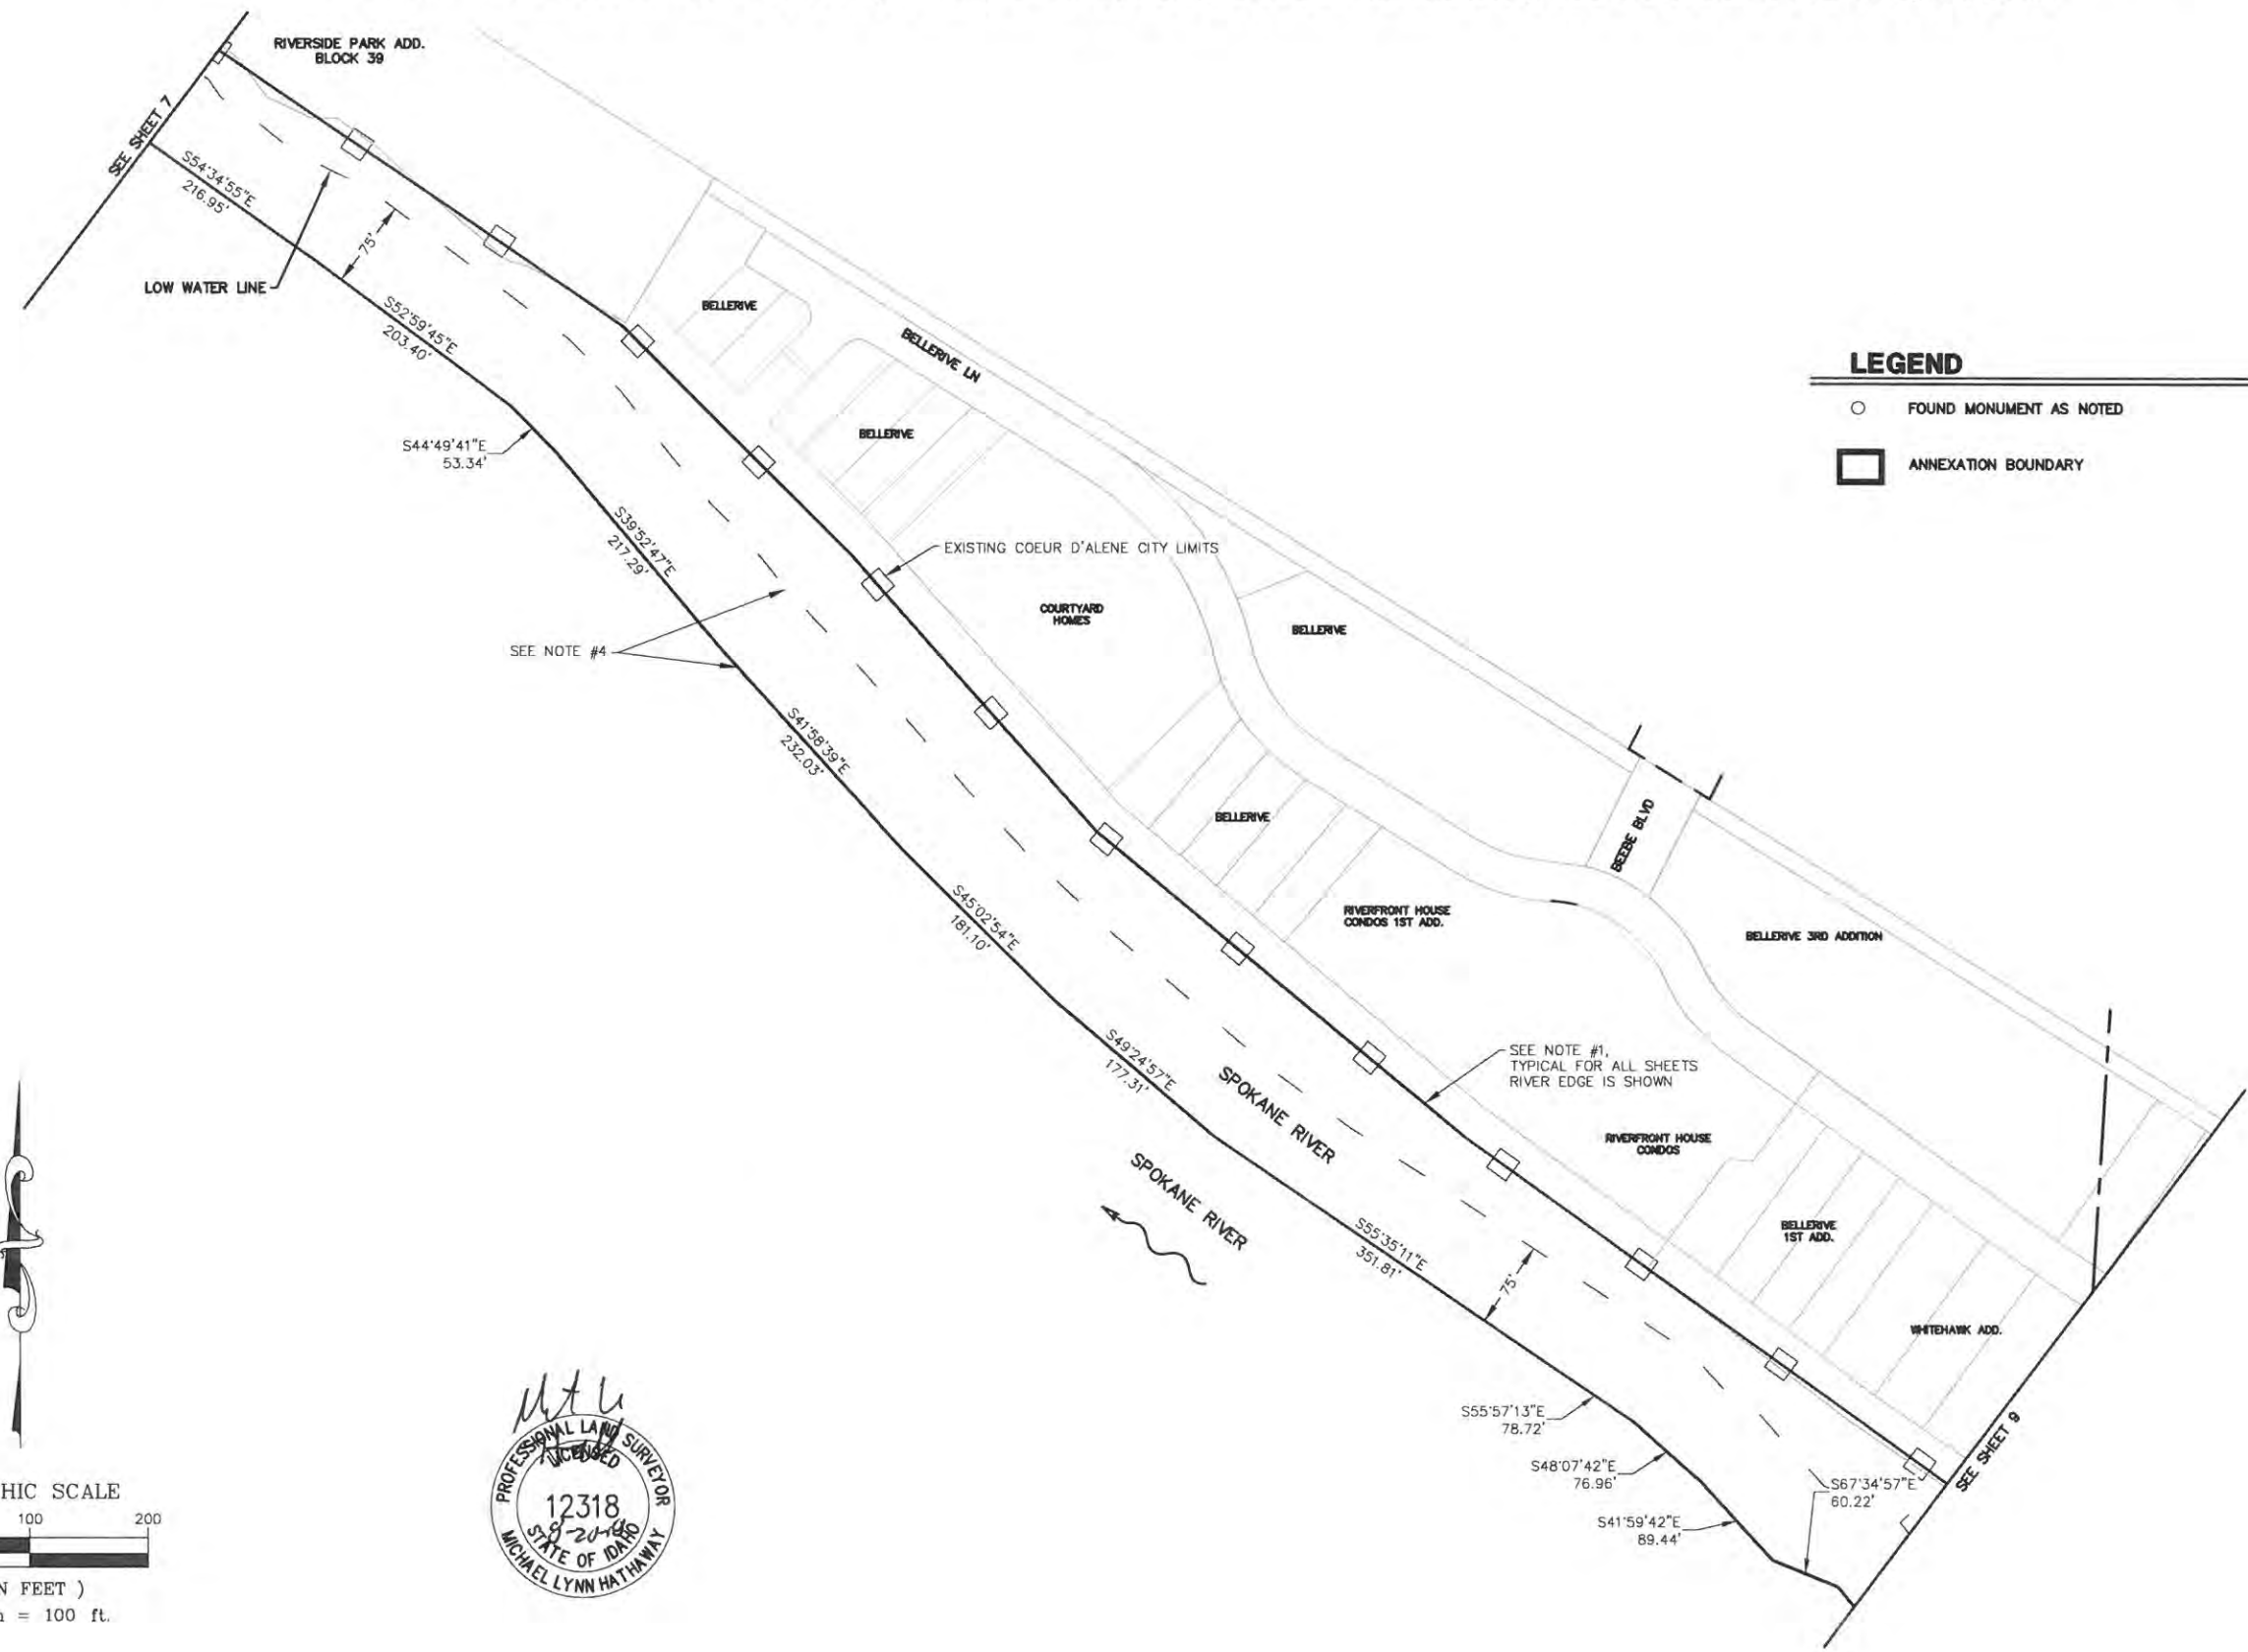 RIVERSIDE PARK ADD.
BLOCK 39
SEE SHEET 7
S54°34'55"E
216.95'
LOW WATER LINE
75'
S52°59'45"E
203.40'
S44°49'41"E
53.34'
BELLERIVE
BELLERIVE LN
BELLERIVE
LEGEND
FOUND MONUMENT AS NOTED
ANNEXATION BOUNDARY
S39°52'47"E
217.29'
EXISTING COEUR D'ALENE CITY LIMITS
COURTYARD
HOMES
BELLERIVE
SEE NOTE #4
S41°58'39"E
232.03'
BELLERIVE
BEEBE BLVD
S45°02'54"E
181.10'
RIVERFRONT HOUSE
CONDOS 1ST ADD.
BELLERIVE 3RD ADDITION
S49°24'57"E
177.31'
SPOKANE RIVER
SEE NOTE #1,
TYPICAL FOR ALL SHEETS
RIVER EDGE IS SHOWN
RIVERFRONT HOUSE
CONDOS
SPOKANE RIVER
S55°35'11"E
351.81'
75'
BELLERIVE
1ST ADD.
WHITEHAWK ADD.
S55°57'13"E
78.72'
S48°07'42"E
76.96'
S41°59'42"E
89.44'
S67°34'57"E
60.22'
SEE SHEET 9
HIC SCALE
100 200
N FEET )
= 100 ft.
PROFESSIONAL LAND SURVEYOR
LICENSED
12318
STATE OF IDAHO
MICHAEL LYNN HATHAWAY